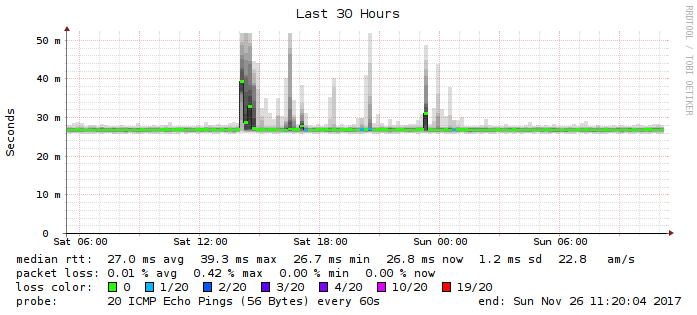 Last 30 Hours
RRDTOOL / TOBI OETIKER
Seconds
50 m
40 m
30 m
20 m
10 m
0
Sat 06:00 Sat 12:00 Sat 18:00 Sun 00:00 Sun 06:00
median rtt: 27.0 ms avg 39.3 ms max 26.7 ms min 26.8 ms now 1.2 ms sd 22.8 am/s
packet loss: 0.01 % avg 0.42 % max 0.00 % min 0.00 % now
loss color: 0 1/20 2/20 3/20 4/20 10/20 19/20
probe: 20 ICMP Echo Pings (56 Bytes) every 60s end: Sun Nov 26 11:20:04 2017